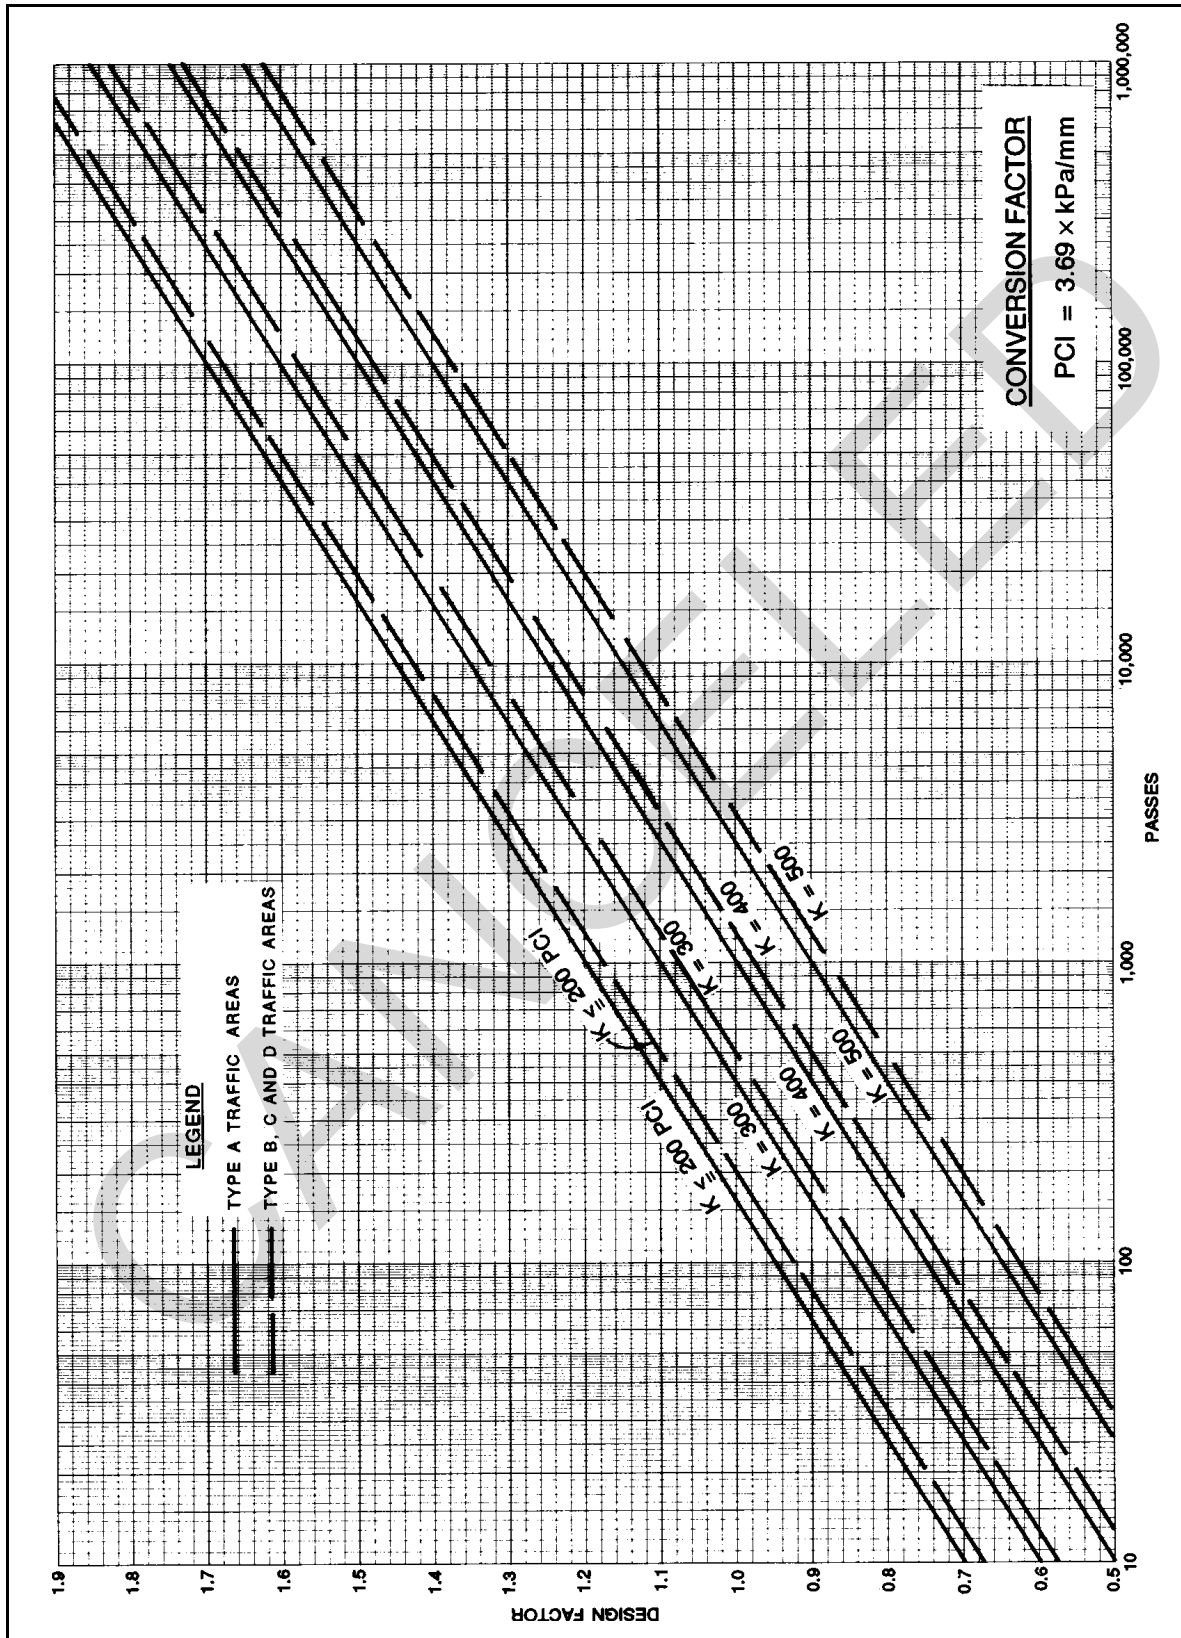 CANCELED
LEGEND
TYPE A TRAFFIC AREAS
TYPE B, C AND D TRAFFIC AREAS
DESIGN FACTOR
1.9
1.8
1.7
1.6
1.5
1.4
1.3
1.2
1.1
1.0
0.9
0.8
0.7
0.6
0.5
K ≤ 200 PCI
K = 300
K = 400
K = 500
K ≤ 200 PCI
K = 300
K = 400
K = 500
CONVERSION FACTOR
PCI = 3.69 × kPa/mm
10
100
1,000
10,000
100,000
1,000,000
PASSES